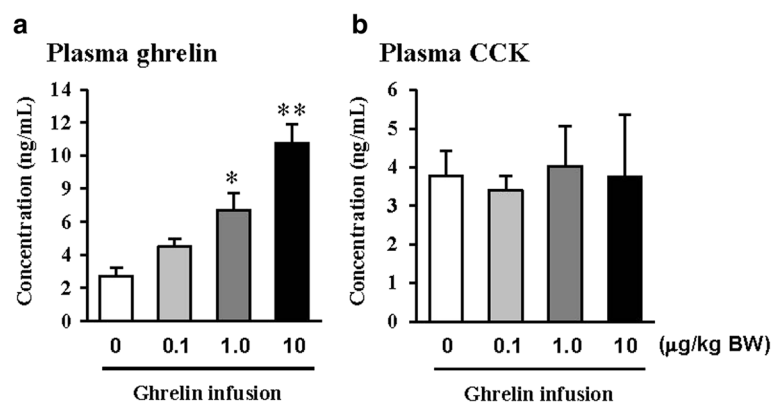 a
Plasma ghrelin
Concentration (ng/mL)
14
12
10
9
6
4
2
0
*
**
0 0.1 1.0 10
Ghrelin infusion
b
Plasma CCK
Concentration (ng/mL)
6
5
4
3
2
1
0
0 0.1 1.0 10 (μg/kg BW)
Ghrelin infusion